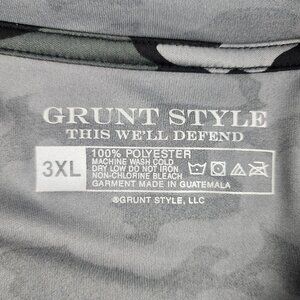 GRUNT STYLE
THIS WE'LL DEFEND
3XL
100% POLYESTER
MACHINE WASH COLD
DRY LOW DO NOT IRON
NON-CHLORINE BLEACH
GARMENT MADE IN GUATEMALA
®GRUNT STYLE, LLC